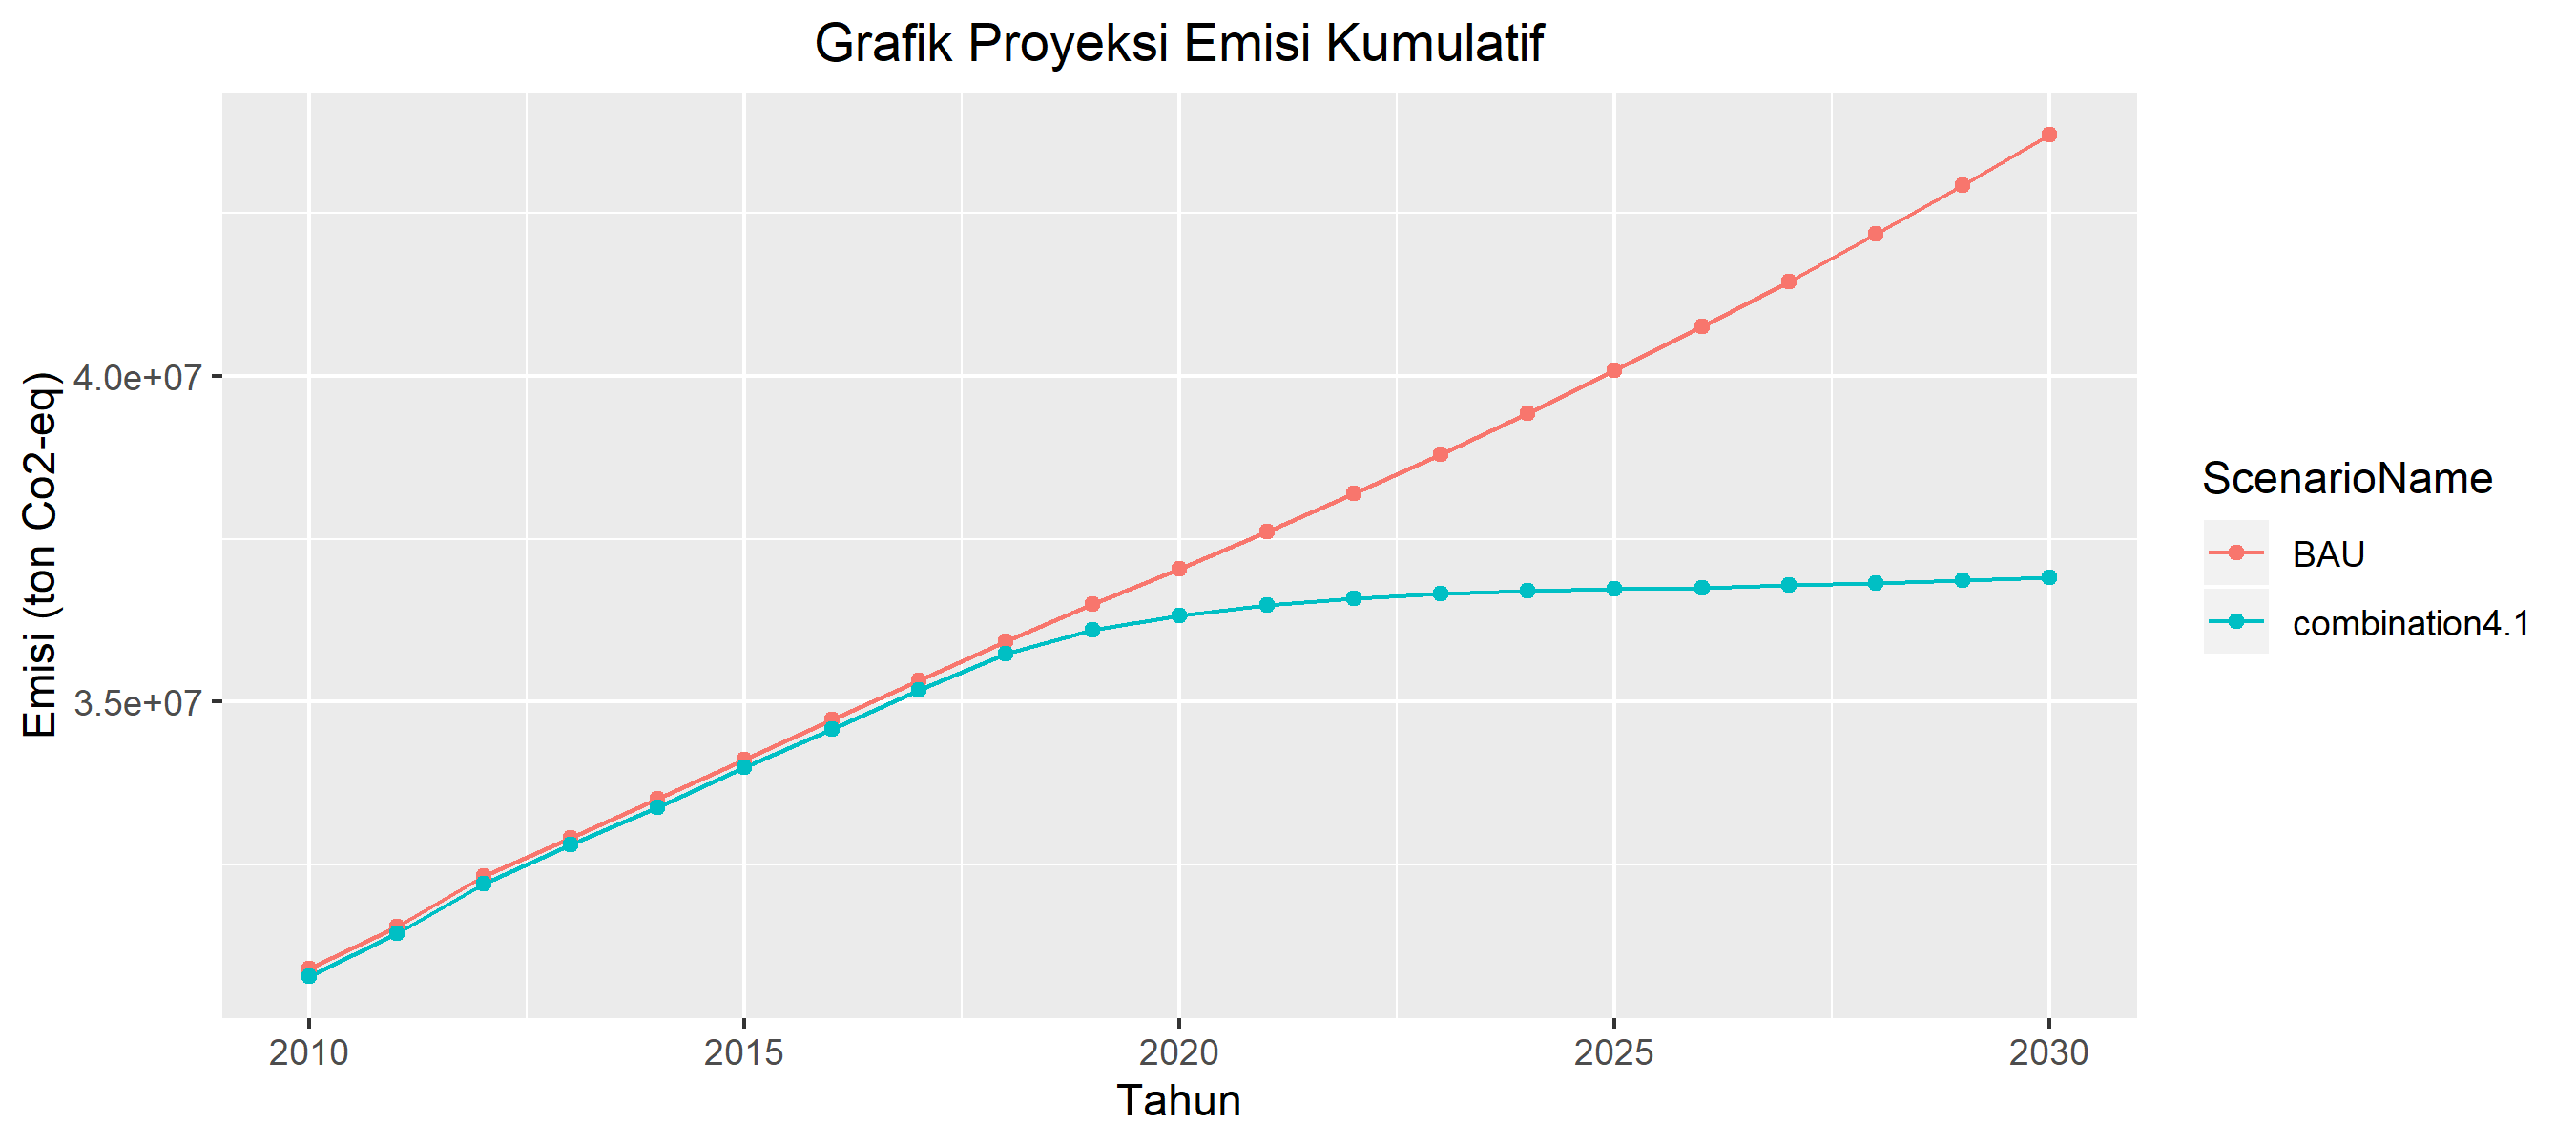 Grafik Proyeksi Emisi Kumulatif
Emisi (ton Co2-eq)
4.0e+07
3.5e+07
2010 2015 2020 2025 2030
Tahun
ScenarioName
BAU
combination4.1